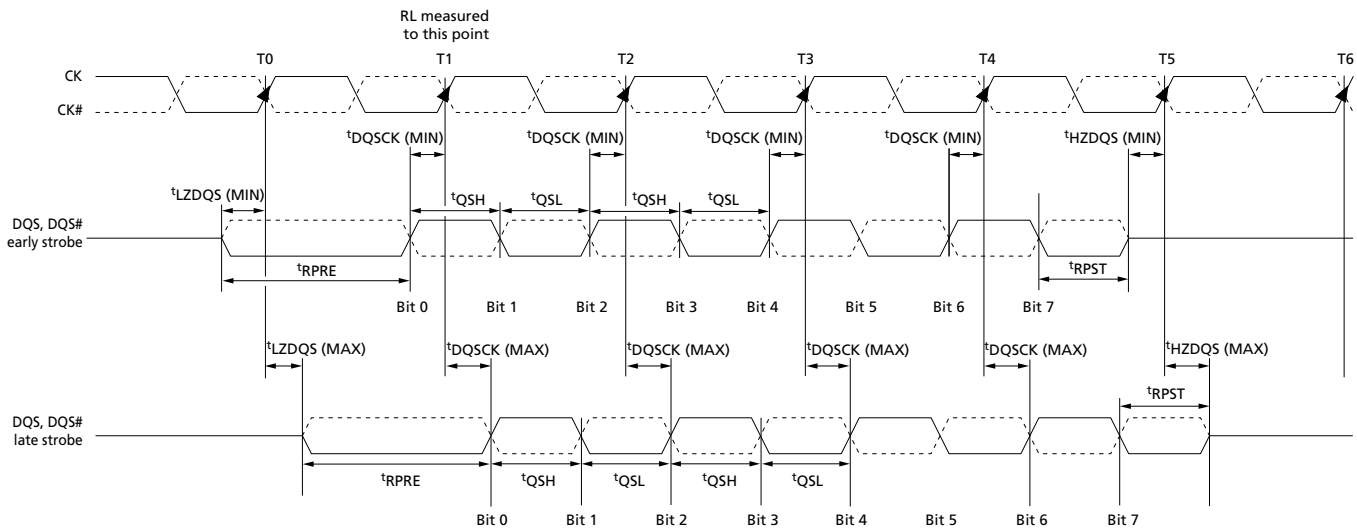 RL measured
to this point
T0 T1 T2 T3 T4 T5 T6
CK
CK#
tDQSCK (MIN) tDQSCK (MIN) tDQSCK (MIN) tDQSCK (MIN) tHZDQS (MIN)
tLZDQS (MIN)
tQSH tQSL tQSH tQSL
DQS, DQS#
early strobe
tRPRE tRPST
Bit 0 Bit 1 Bit 2 Bit 3 Bit 4 Bit 5 Bit 6 Bit 7
tLZDQS (MAX) tDQSCK (MAX) tDQSCK (MAX) tDQSCK (MAX) tDQSCK (MAX) tHZDQS (MAX)
tRPST
DQS, DQS#
late strobe
tRPRE tQSH tQSL tQSH tQSL
Bit 0 Bit 1 Bit 2 Bit 3 Bit 4 Bit 5 Bit 6 Bit 7